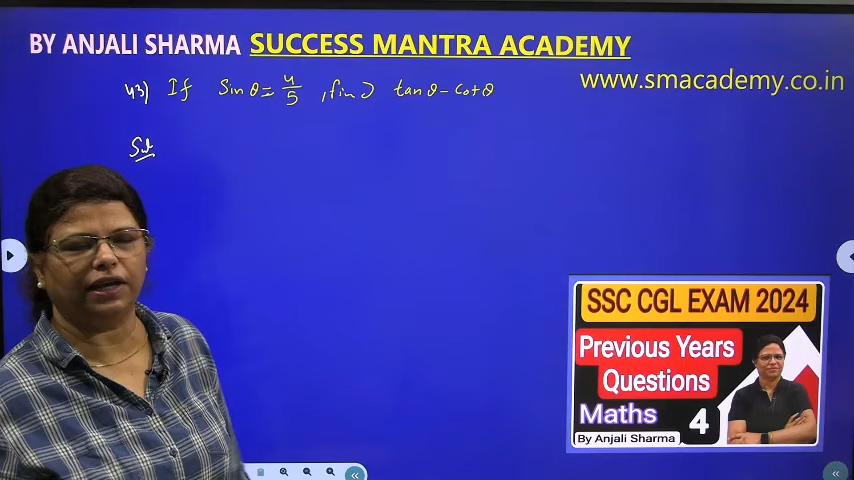 BY ANJALI SHARMA SUCCESS MANTRA ACADEMY
www.smacademy.co.in
43) If Sin θ = 4/5 , find tan θ - Cot θ
Sol
SSC CGL EXAM 2024
Previous Years
Questions
Maths 4
By Anjali Sharma